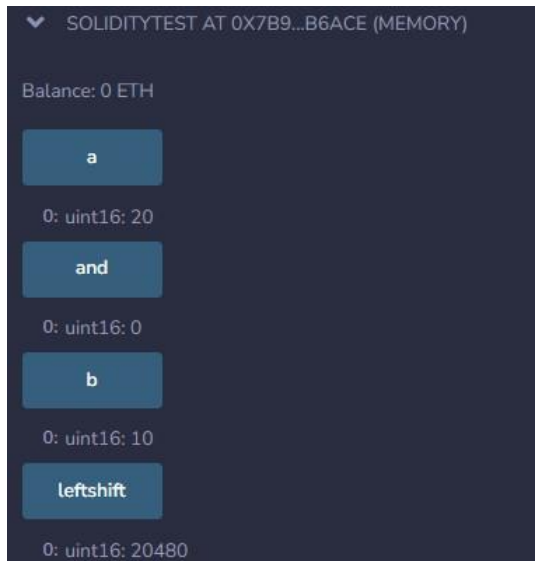 SOLIDITYTEST AT 0X7B9...B6ACE (MEMORY)
Balance: 0 ETH
a
0: uint16: 20
and
0: uint16: 0
b
0: uint16: 10
leftshift
0: uint16: 20480